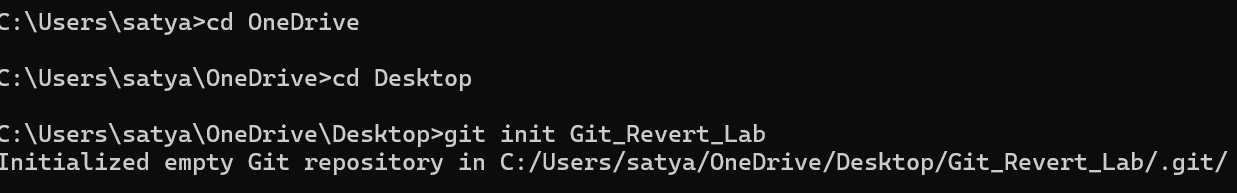 C:\Users\satya>cd OneDrive
C:\Users\satya\OneDrive>cd Desktop
C:\Users\satya\OneDrive\Desktop>git init Git_Revert_Lab
Initialized empty Git repository in C:/Users/satya/OneDrive/Desktop/Git_Revert_Lab/.git/